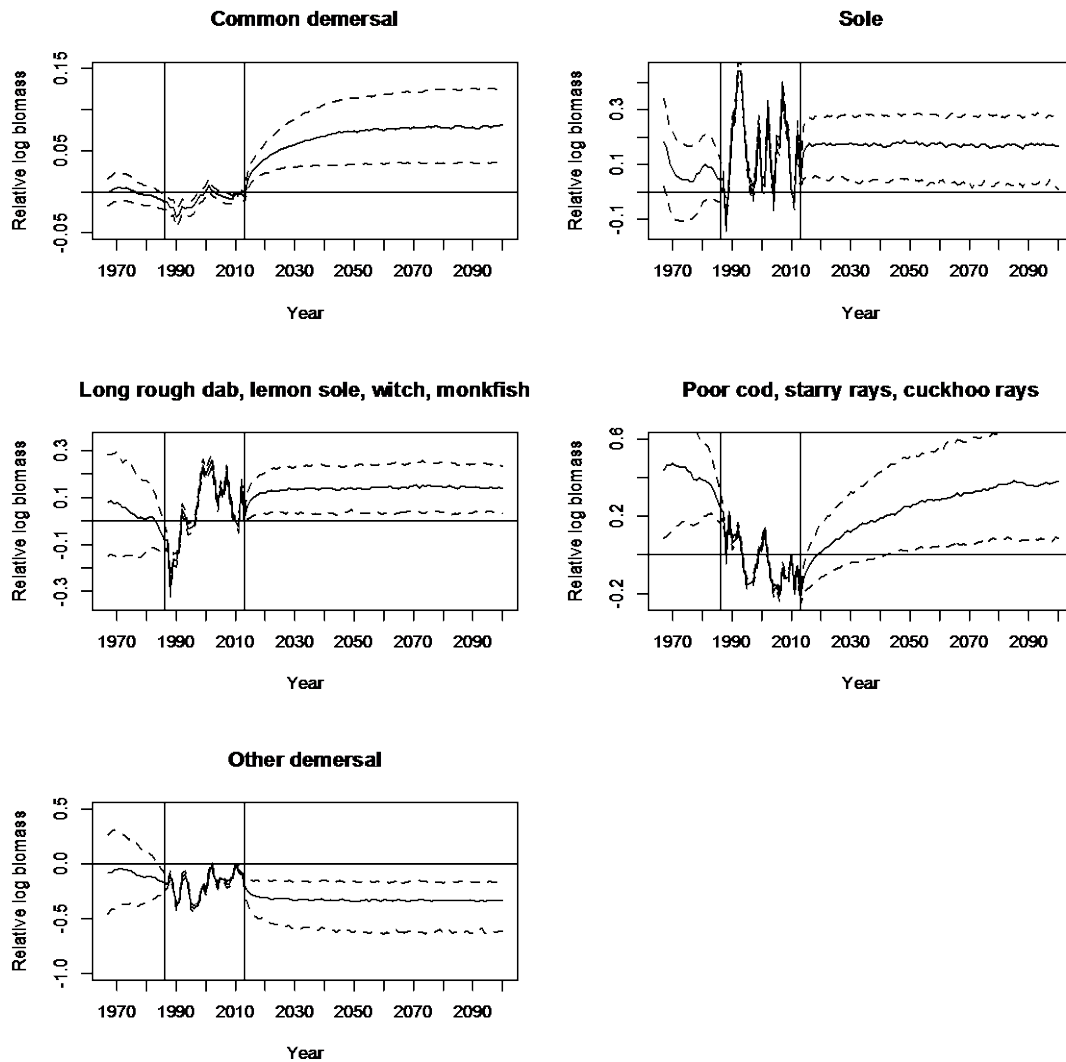 Common demersal
Relative log biomass
-0.05 0.05 0.15
1970 1990 2010 2030 2050 2070 2090
Year
Sole
Relative log biomass
-0.1 0.1 0.3
1970 1990 2010 2030 2050 2070 2090
Year
Long rough dab, lemon sole, witch, monkfish
Relative log biomass
-0.3 -0.1 0.1 0.3
1970 1990 2010 2030 2050 2070 2090
Year
Poor cod, starry rays, cuckhoo rays
Relative log biomass
-0.2 0.2 0.6
1970 1990 2010 2030 2050 2070 2090
Year
Other demersal
Relative log biomass
-1.0 -0.5 0.0 0.5
1970 1990 2010 2030 2050 2070 2090
Year